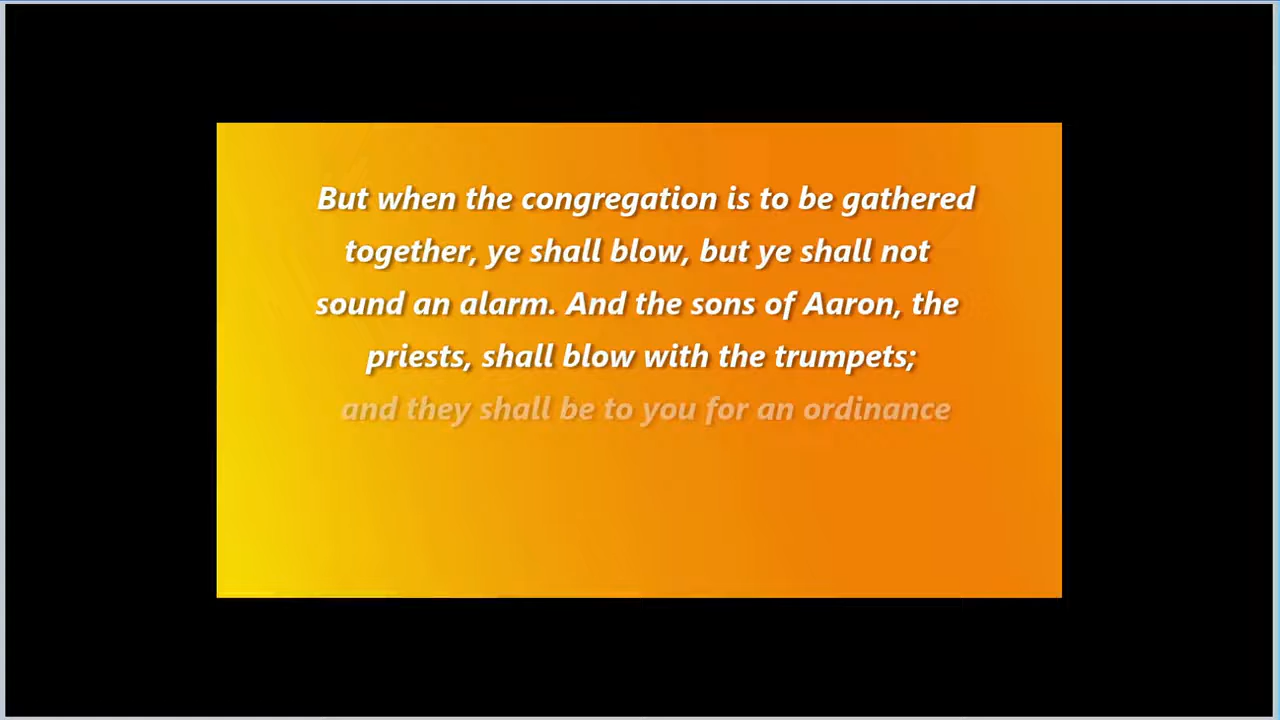 But when the congregation is to be gathered
together, ye shall blow, but ye shall not
sound an alarm. And the sons of Aaron, the
priests, shall blow with the trumpets;
and they shall be to you for an ordinance